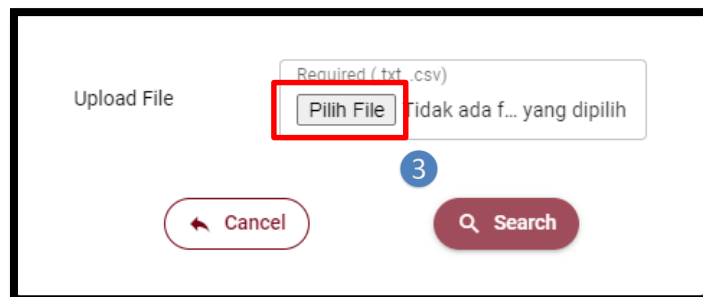 Required (.txt, .csv)
Upload File
Pilih File Tidak ada f... yang dipilih
3
Cancel
Search